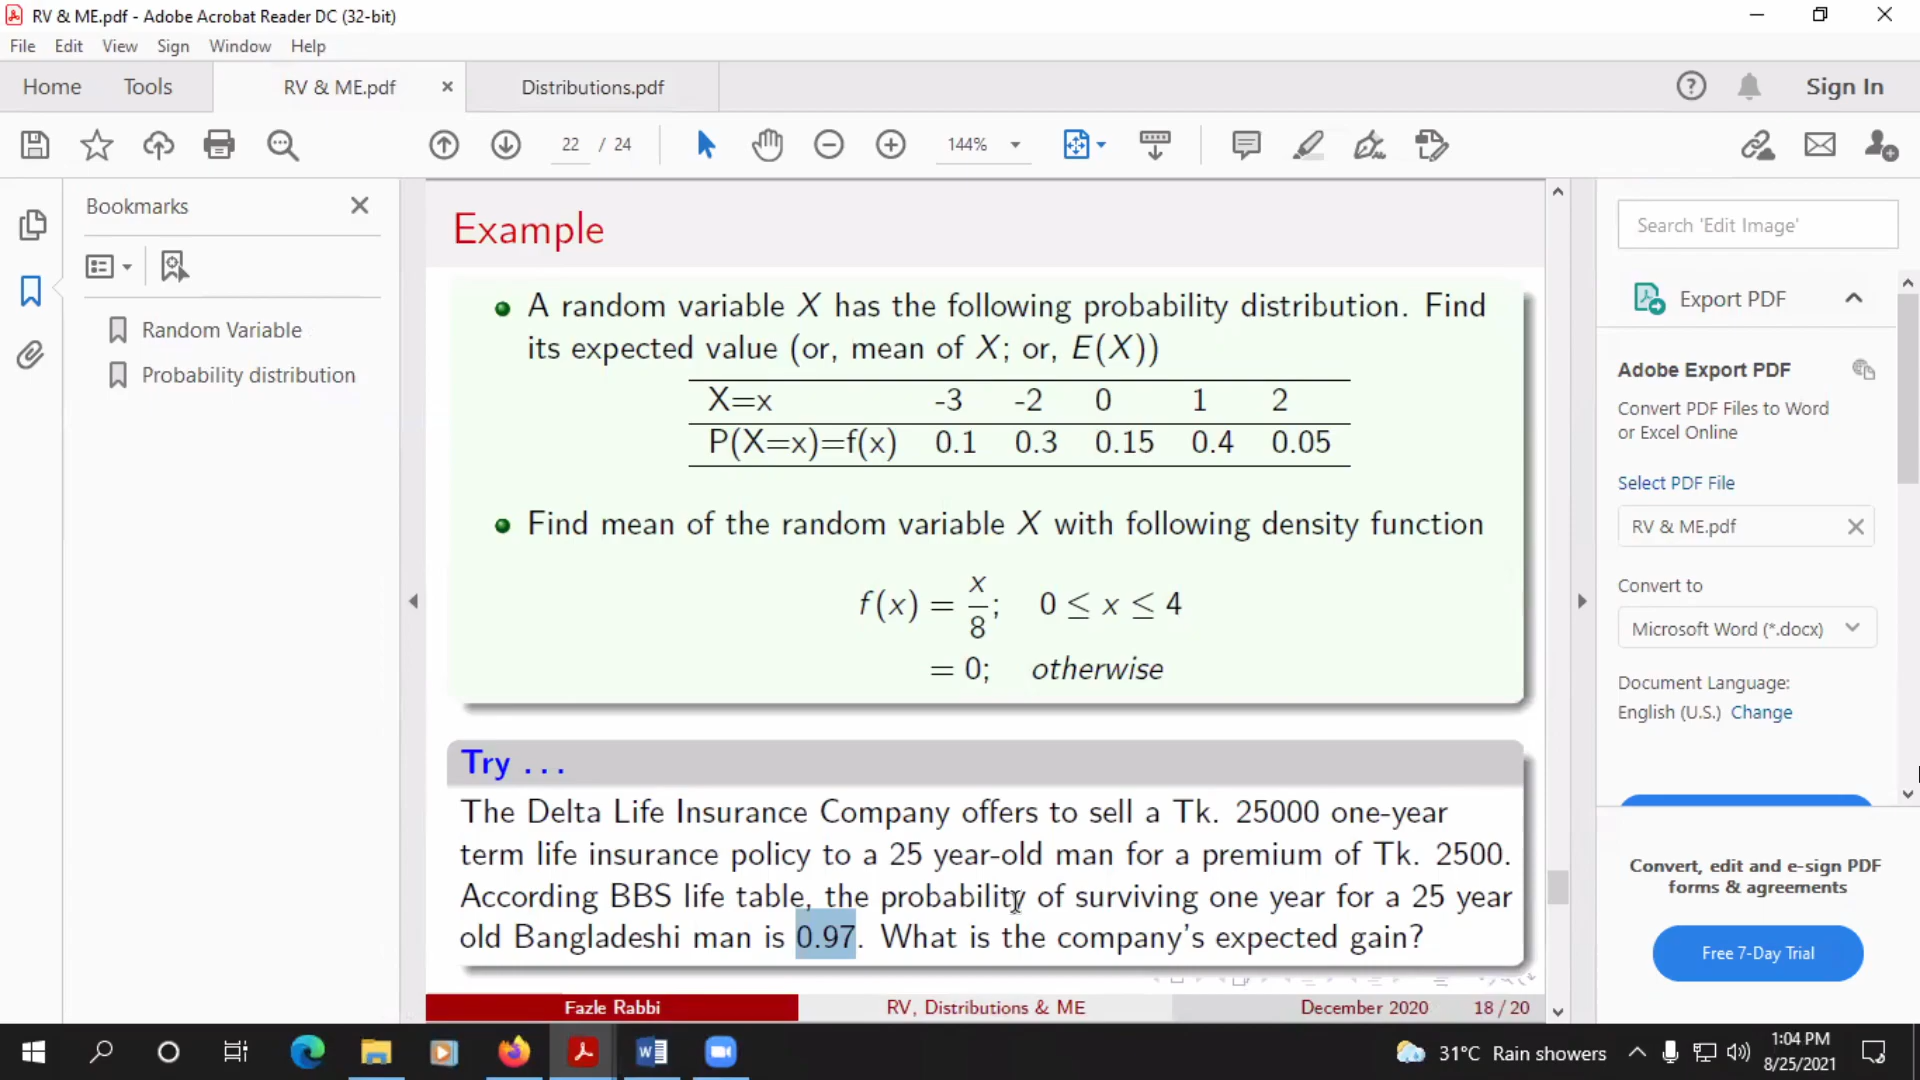 RV & ME.pdf - Adobe Acrobat Reader DC (32-bit)
File Edit View Sign Window Help
Home Tools RV & ME.pdf × Distributions.pdf Sign In
22 / 24 144%
Bookmarks
Random Variable
Probability distribution
Example
A random variable X has the following probability distribution. Find
its expected value (or, mean of X; or, E(X))
X=x -3 -2 0 1 2
P(X=x)=f(x) 0.1 0.3 0.15 0.4 0.05
Find mean of the random variable X with following density function
f(x) = x/8; 0 ≤ x ≤ 4
= 0; otherwise
Try ...
The Delta Life Insurance Company offers to sell a Tk. 25000 one-year
term life insurance policy to a 25 year-old man for a premium of Tk. 2500.
According BBS life table, the probability of surviving one year for a 25 year
old Bangladeshi man is 0.97. What is the company's expected gain?
Fazle Rabbi RV, Distributions & ME December 2020 18 / 20
Search 'Edit Image'
Export PDF
Adobe Export PDF
Convert PDF Files to Word
or Excel Online
Select PDF File
RV & ME.pdf
Convert to
Microsoft Word (*.docx)
Document Language:
English (U.S.) Change
Convert, edit and e-sign PDF
forms & agreements
Free 7-Day Trial
31°C Rain showers
1:04 PM
8/25/2021